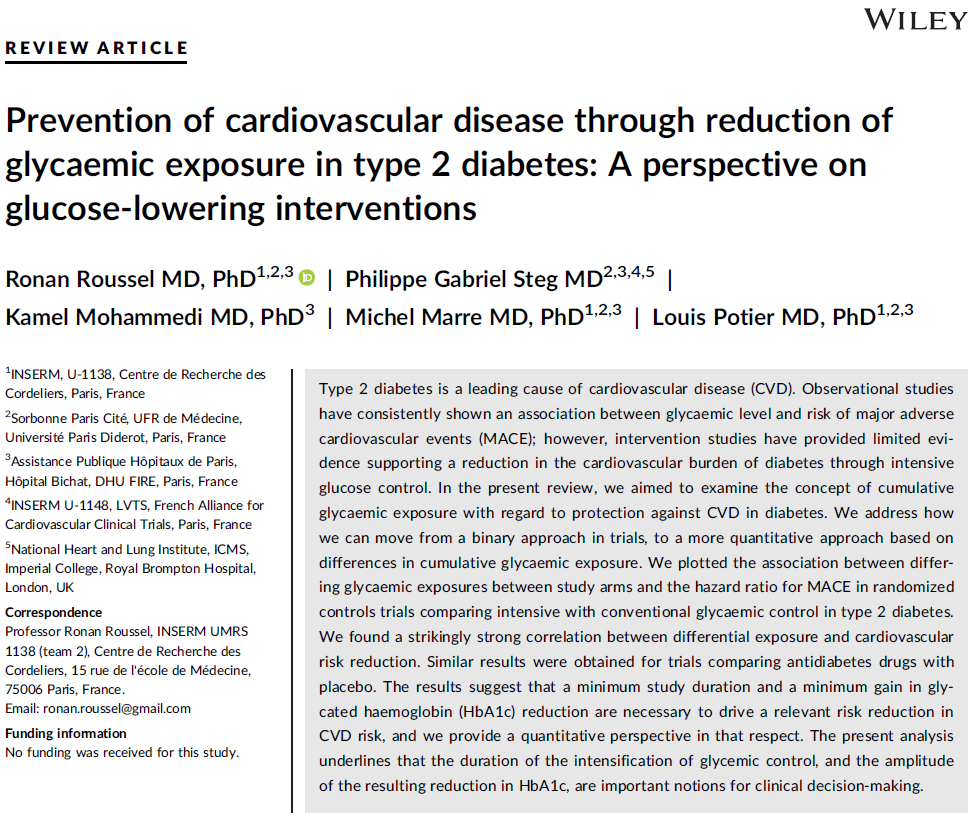 WILEY
REVIEW ARTICLE
Prevention of cardiovascular disease through reduction of
glycaemic exposure in type 2 diabetes: A perspective on
glucose-lowering interventions
Ronan Roussel MD, PhD1,2,3 iD | Philippe Gabriel Steg MD2,3,4,5 |
Kamel Mohammedi MD, PhD3 | Michel Marre MD, PhD1,2,3 | Louis Potier MD, PhD1,2,3
1INSERM, U-1138, Centre de Recherche des
Cordeliers, Paris, France
2Sorbonne Paris Cité, UFR de Médecine,
Université Paris Diderot, Paris, France
3Assistance Publique Hôpitaux de Paris,
Hôpital Bichat, DHU FIRE, Paris, France
4INSERM U-1148, LVTS, French Alliance for
Cardiovascular Clinical Trials, Paris, France
5National Heart and Lung Institute, ICMS,
Imperial College, Royal Brompton Hospital,
London, UK
Correspondence
Professor Ronan Roussel, INSERM UMRS
1138 (team 2), Centre de Recherche des
Cordeliers, 15 rue de l'école de Médecine,
75006 Paris, France.
Email: ronan.roussel@gmail.com
Funding information
No funding was received for this study.
Type 2 diabetes is a leading cause of cardiovascular disease (CVD). Observational studies
have consistently shown an association between glycaemic level and risk of major adverse
cardiovascular events (MACE); however, intervention studies have provided limited evi-
dence supporting a reduction in the cardiovascular burden of diabetes through intensive
glucose control. In the present review, we aimed to examine the concept of cumulative
glycaemic exposure with regard to protection against CVD in diabetes. We address how
we can move from a binary approach in trials, to a more quantitative approach based on
differences in cumulative glycaemic exposure. We plotted the association between differ-
ing glycaemic exposures between study arms and the hazard ratio for MACE in randomized
controls trials comparing intensive with conventional glycaemic control in type 2 diabetes.
We found a strikingly strong correlation between differential exposure and cardiovascular
risk reduction. Similar results were obtained for trials comparing antidiabetes drugs with
placebo. The results suggest that a minimum study duration and a minimum gain in gly-
cated haemoglobin (HbA1c) reduction are necessary to drive a relevant risk reduction in
CVD risk, and we provide a quantitative perspective in that respect. The present analysis
underlines that the duration of the intensification of glycemic control, and the amplitude
of the resulting reduction in HbA1c, are important notions for clinical decision-making.